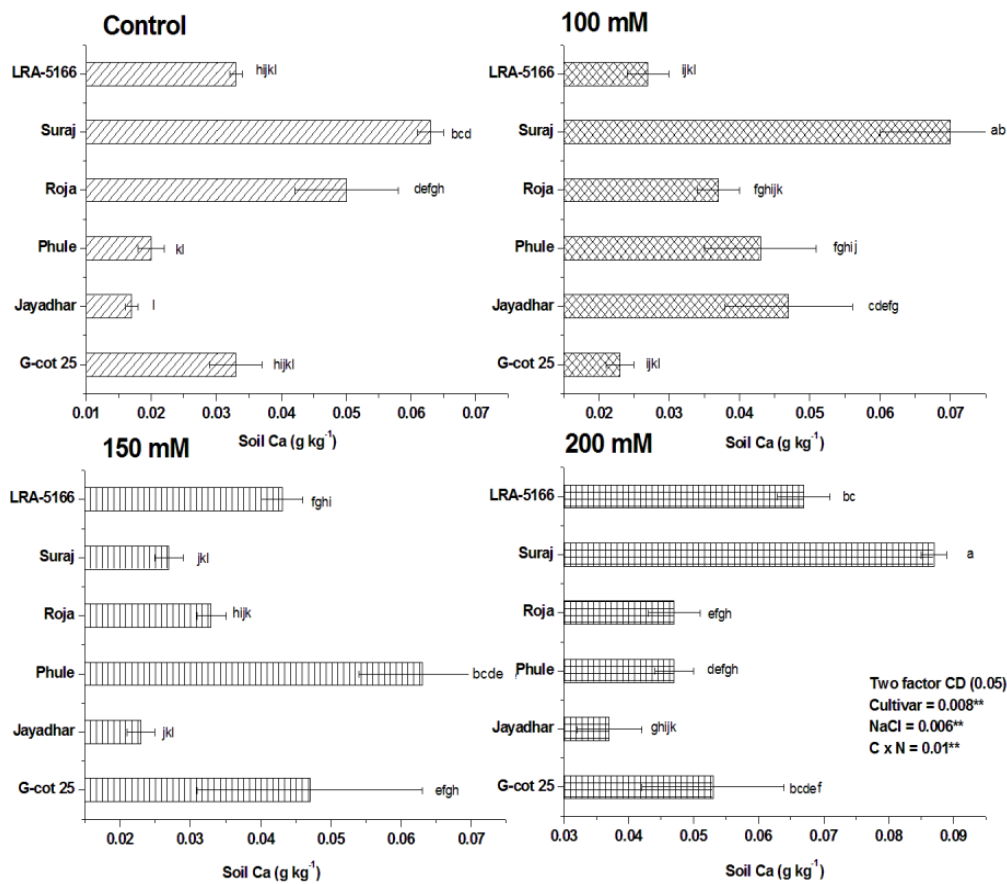 Control
LRA-5166
hijkl
Suraj
bcd
Roja
defgh
Phule
kl
Jayadhar
l
G-cot 25
hijkl
0.01 0.02 0.03 0.04 0.05 0.06 0.07
Soil Ca (g kg⁻¹)
100 mM
LRA-5166
ijkl
Suraj
ab
Roja
fghijk
Phule
fghij
Jayadhar
cdefg
G-cot 25
ijkl
0.02 0.03 0.04 0.05 0.06 0.07
Soil Ca (g kg⁻¹)
150 mM
LRA-5166
fghi
Suraj
jkl
Roja
hijk
Phule
bcde
Jayadhar
jkl
G-cot 25
efgh
0.02 0.03 0.04 0.05 0.06 0.07
Soil Ca (g kg⁻¹)
200 mM
LRA-5166
bc
Suraj
a
Roja
efgh
Phule
defgh
Jayadhar
ghijk
G-cot 25
bcdef
Two factor CD (0.05)
Cultivar = 0.008**
NaCl = 0.006**
C x N = 0.01**
0.03 0.04 0.05 0.06 0.07 0.08 0.09
Soil Ca (g kg⁻¹)